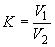 K = V₁/V₂